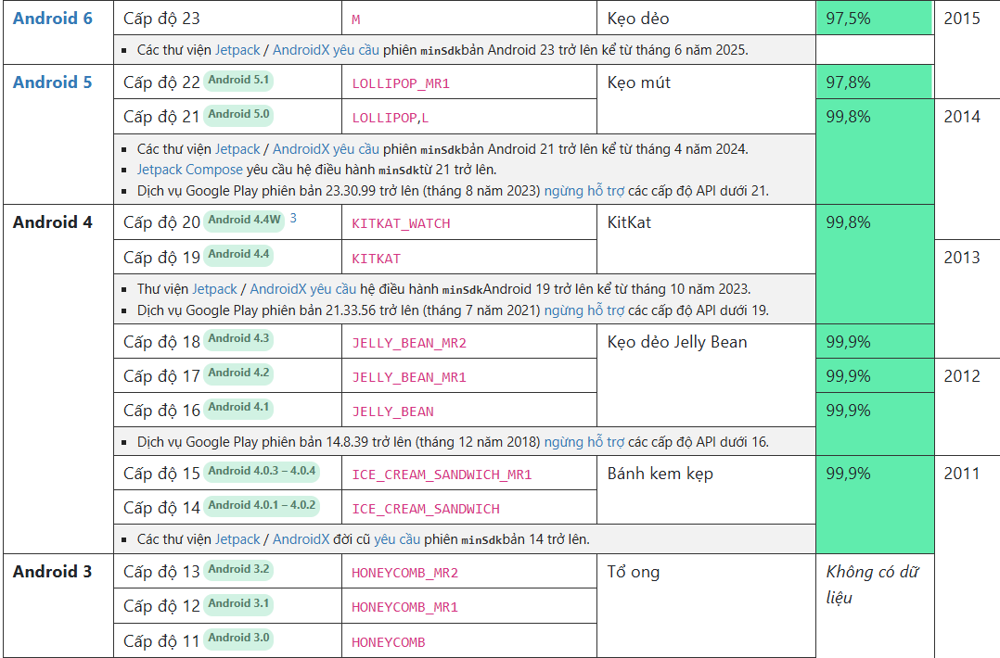 Android 6 Cấp độ 23 M Kẹo dẻo 97,5% 2015
Các thư viện Jetpack / AndroidX yêu cầu phiên minSdkbản Android 23 trở lên kể từ tháng 6 năm 2025.
Android 5 Cấp độ 22 Android 5.1 LOLLIPOP_MR1 Kẹo mút 97,8%
Cấp độ 21 Android 5.0 LOLLIPOP,L 99,8% 2014
Các thư viện Jetpack / AndroidX yêu cầu phiên minSdkbản Android 21 trở lên kể từ tháng 4 năm 2024.
Jetpack Compose yêu cầu hệ điều hành minSdktừ 21 trở lên.
Dịch vụ Google Play phiên bản 23.30.99 trở lên (tháng 8 năm 2023) ngừng hỗ trợ các cấp độ API dưới 21.
Android 4 Cấp độ 20 Android 4.4W 3 KITKAT_WATCH KitKat 99,8%
Cấp độ 19 Android 4.4 KITKAT 2013
Thư viện Jetpack / AndroidX yêu cầu hệ điều hành minSdkAndroid 19 trở lên kể từ tháng 10 năm 2023.
Dịch vụ Google Play phiên bản 21.33.56 trở lên (tháng 7 năm 2021) ngừng hỗ trợ các cấp độ API dưới 19.
Cấp độ 18 Android 4.3 JELLY_BEAN_MR2 Kẹo dẻo Jelly Bean 99,9%
Cấp độ 17 Android 4.2 JELLY_BEAN_MR1 99,9% 2012
Cấp độ 16 Android 4.1 JELLY_BEAN 99,9%
Dịch vụ Google Play phiên bản 14.8.39 trở lên (tháng 12 năm 2018) ngừng hỗ trợ các cấp độ API dưới 16.
Cấp độ 15 Android 4.0.3 – 4.0.4 ICE_CREAM_SANDWICH_MR1 Bánh kem kẹp 99,9% 2011
Cấp độ 14 Android 4.0.1 – 4.0.2 ICE_CREAM_SANDWICH
Các thư viện Jetpack / AndroidX đời cũ yêu cầu phiên minSdkbản 14 trở lên.
Android 3 Cấp độ 13 Android 3.2 HONEYCOMB_MR2 Tổ ong Không có dữ
liệu
Cấp độ 12 Android 3.1 HONEYCOMB_MR1
Cấp độ 11 Android 3.0 HONEYCOMB